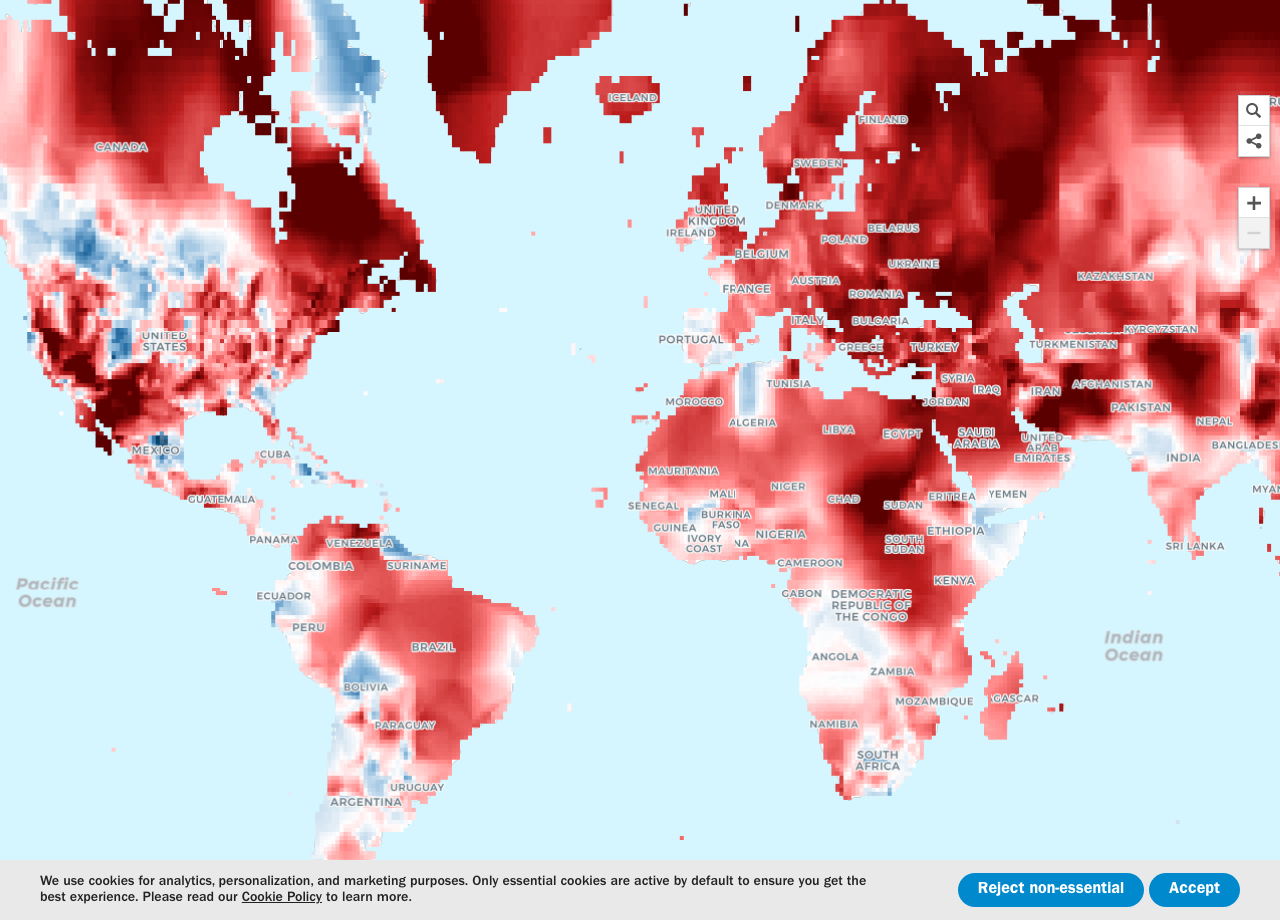 ICELAND
FINLAND
CANADA
SWEDEN
DENMARK
UNITED
KINGDOM
IRELAND
BELARUS
POLAND
BELGIUM
UKRAINE
KAZAKHSTAN
AUSTRIA
FRANCE
ROMANIA
ITALY
BULGARIA
KYRGYZSTAN
UNITED
STATES
PORTUGAL
GREECE
TURKEY
TURKMENISTAN
TUNISIA
SYRIA
IRAQ
IRAN
AFGHANISTAN
MOROCCO
JORDAN
PAKISTAN
ALGERIA
LIBYA
EGYPT
NEPAL
SAUDI
ARABIA
UNITED
ARAB
EMIRATES
BANGLADES
MEXICO
CUBA
INDIA
MAURITANIA
NIGER
MALI
CHAD
ERITREA
YEMEN
MYAN
GUATEMALA
SENEGAL
SUDAN
BURKINA
FASO
GUINEA
ETHIOPIA
PANAMA
VENEZUELA
IVORY
COAST
NA
NIGERIA
SOUTH
SUDAN
SRI LANKA
COLOMBIA
SURINAME
CAMEROON
Pacific
Ocean
KENYA
ECUADOR
GABON
DEMOCRATIC
REPUBLIC OF
THE CONGO
PERU
BRAZIL
Indian
Ocean
ANGOLA
ZAMBIA
BOLIVIA
MOZAMBIQUE
GASCAR
PARAGUAY
NAMIBIA
SOUTH
AFRICA
URUGUAY
ARGENTINA
We use cookies for analytics, personalization, and marketing purposes. Only essential cookies are active by default to ensure you get the
best experience. Please read our Cookie Policy to learn more.
Reject non-essential
Accept